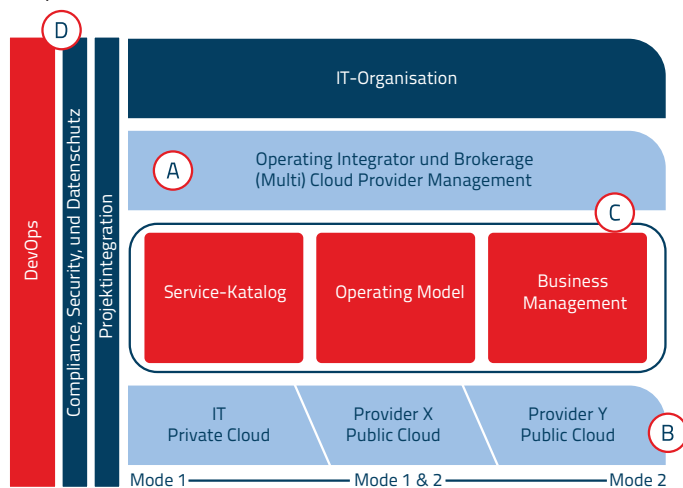 D
DevOps
Compliance, Security, und Datenschutz
Projektintegration
IT-Organisation
A
Operating Integrator und Brokerage
(Multi) Cloud Provider Management
C
Service-Katalog
Operating Model
Business
Management
IT
Private Cloud
Provider X
Public Cloud
Provider Y
Public Cloud
B
Mode 1
Mode 1 & 2
Mode 2